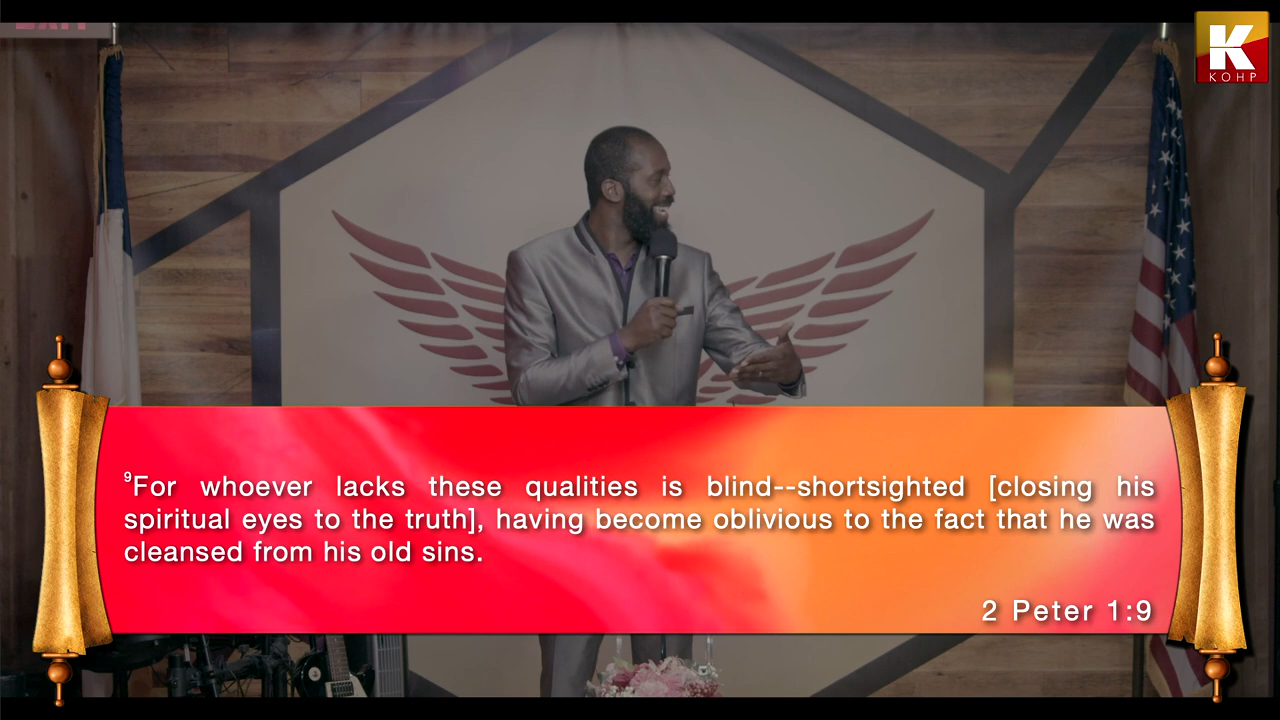 EXIT
K
KOHP
⁹For whoever lacks these qualities is blind--shortsighted [closing his
spiritual eyes to the truth], having become oblivious to the fact that he was
cleansed from his old sins.
2 Peter 1:9